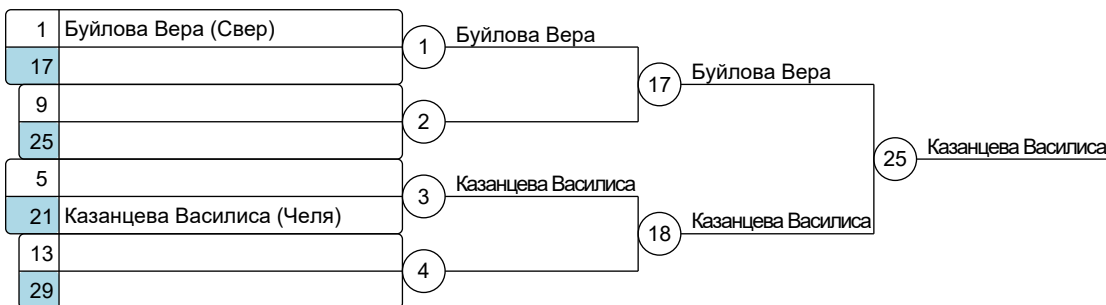 1 Буйлова Вера (Свер)
17
9
25
5
21 Казанцева Василиса (Челя)
13
29
1 Буйлова Вера
2
3 Казанцева Василиса
4
17 Буйлова Вера
18 Казанцева Василиса
25 Казанцева Василиса